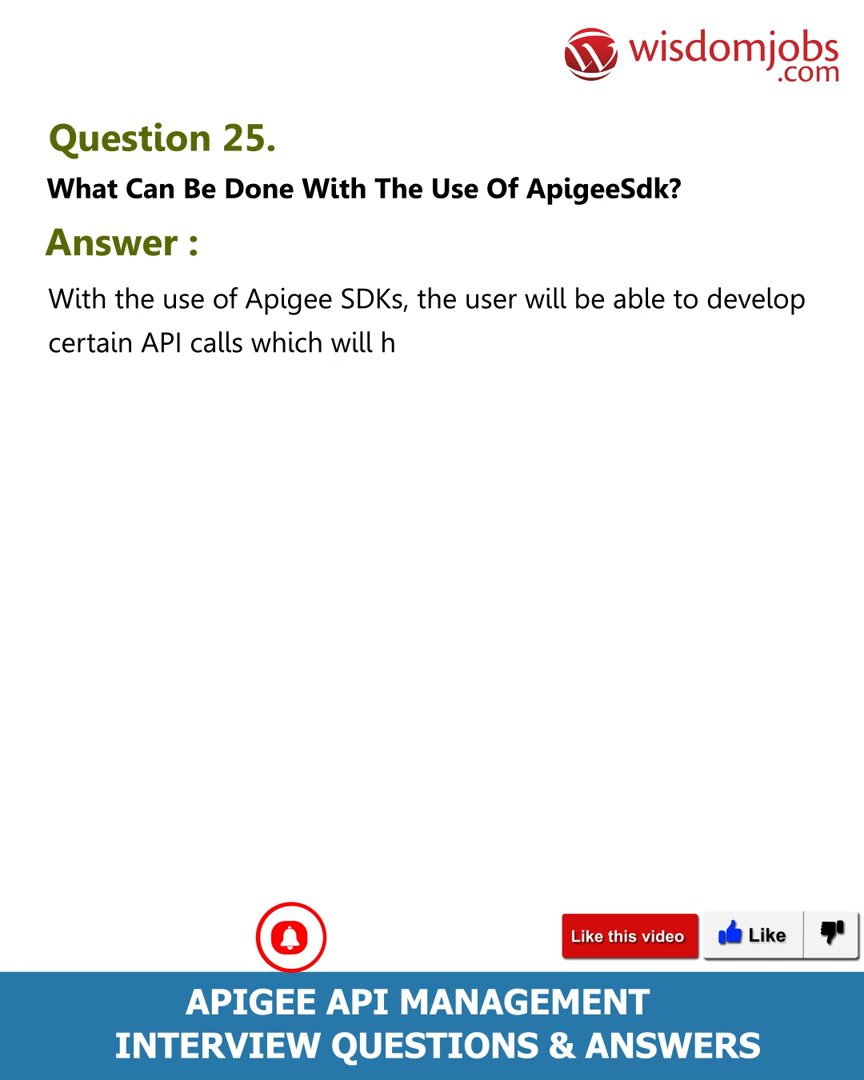 wisdomjobs
.com
Question 25.
What Can Be Done With The Use Of ApigeeSdk?
Answer :
With the use of Apigee SDKs, the user will be able to develop
certain API calls which will h
Like this video
Like
APIGEE API MANAGEMENT
INTERVIEW QUESTIONS & ANSWERS